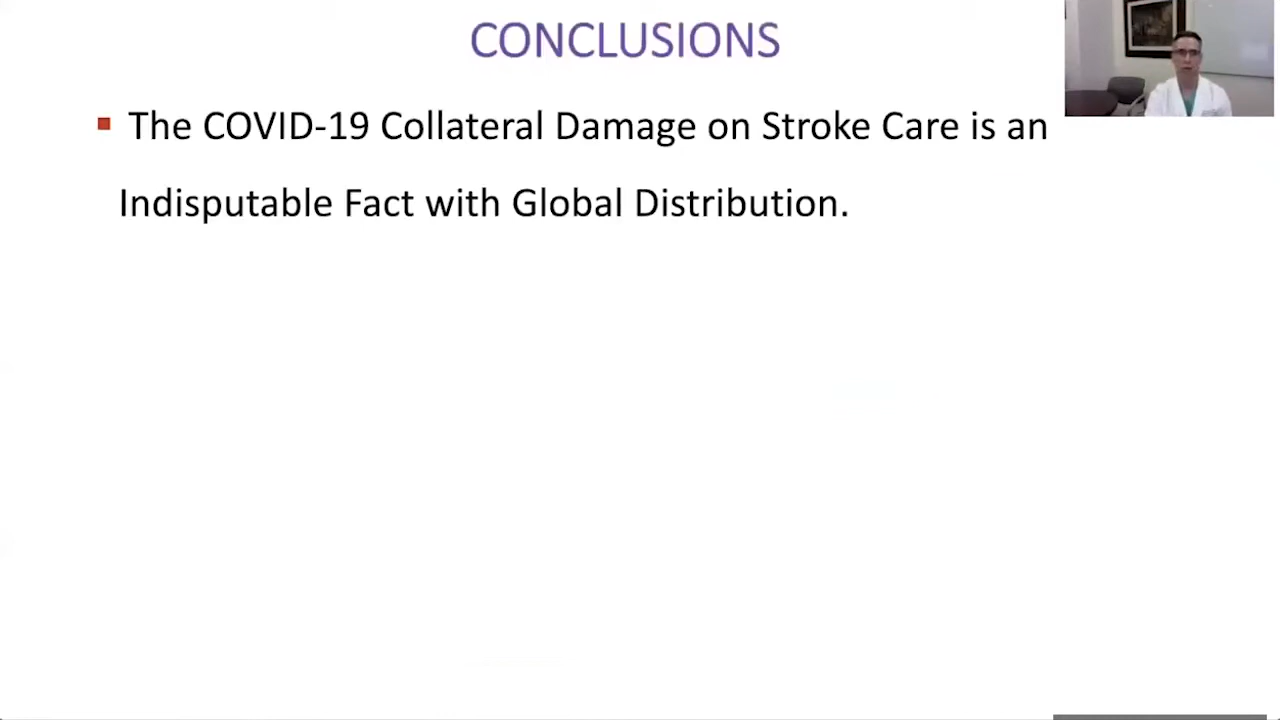 CONCLUSIONS
▪ The COVID-19 Collateral Damage on Stroke Care is an
Indisputable Fact with Global Distribution.